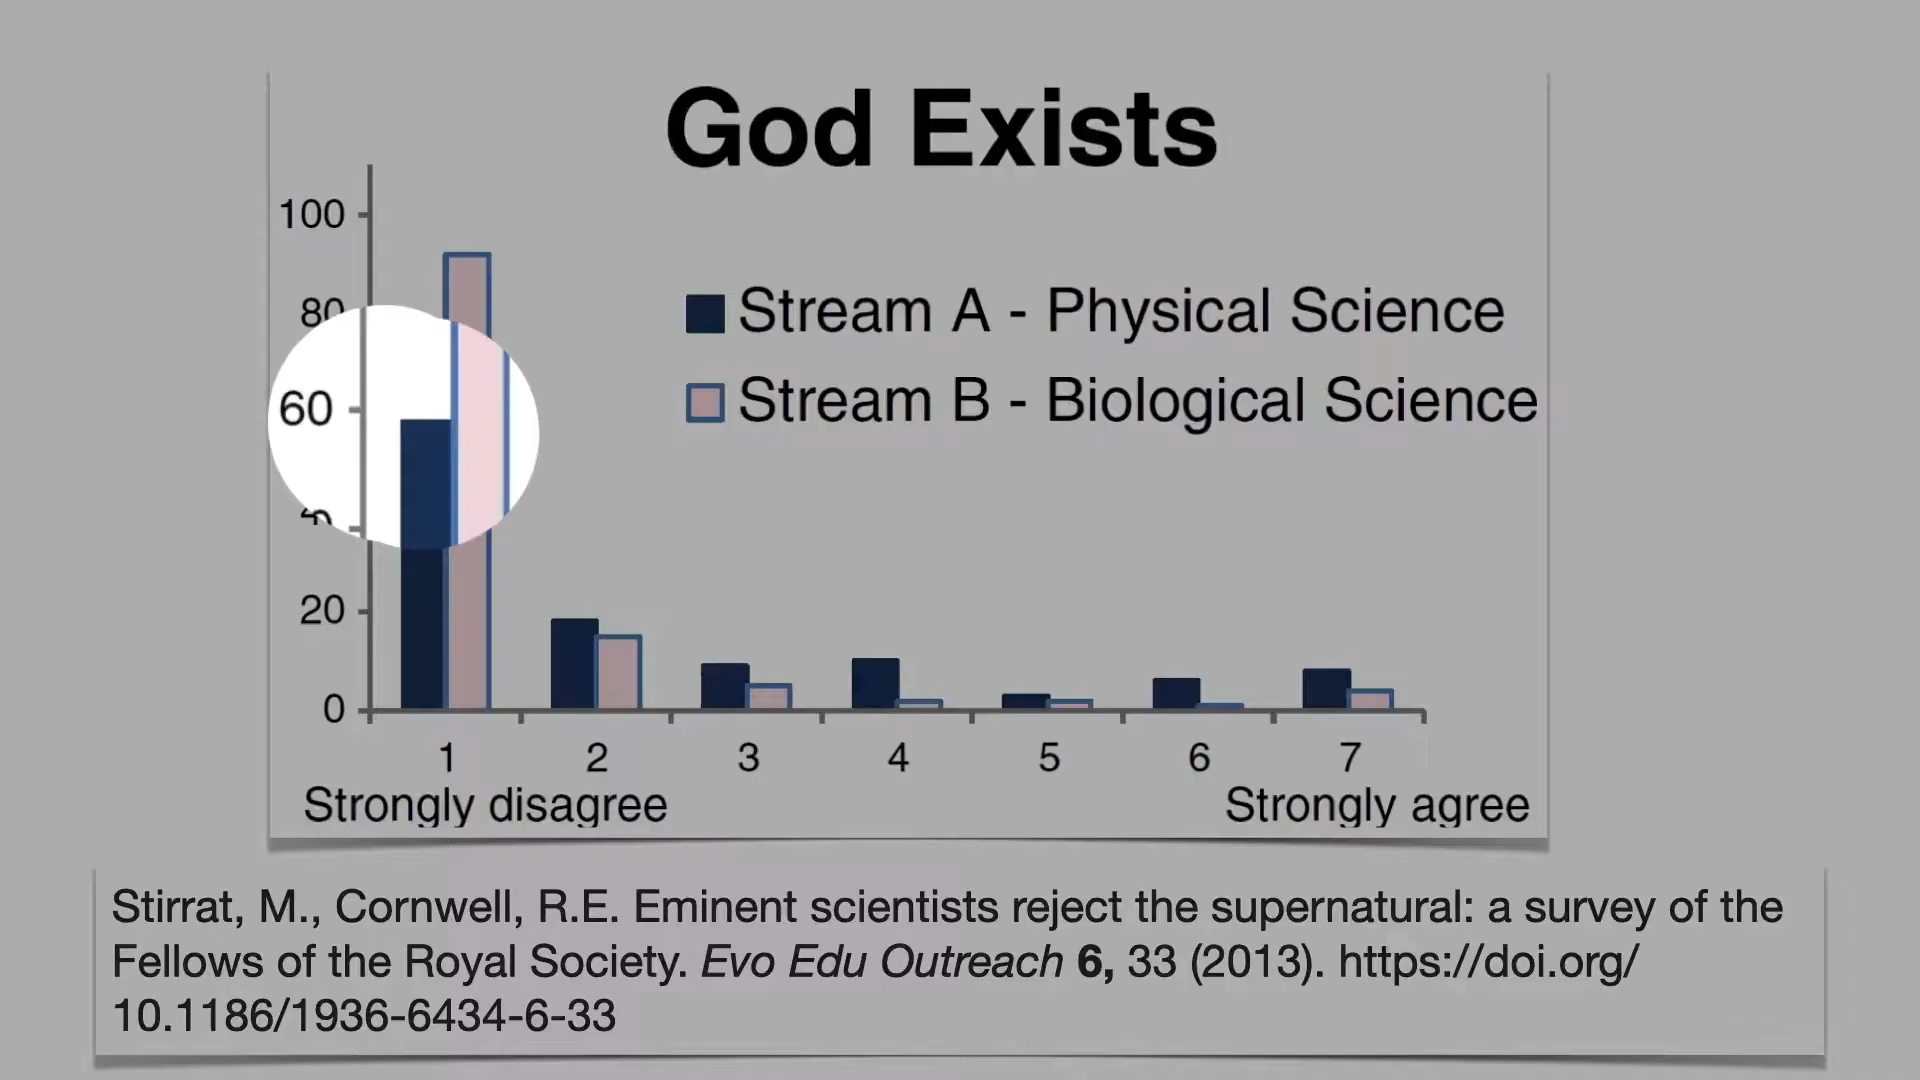 God Exists
100
80
60
20
0
Stream A - Physical Science
Stream B - Biological Science
1 2 3 4 5 6 7
Strongly disagree Strongly agree
Stirrat, M., Cornwell, R.E. Eminent scientists reject the supernatural: a survey of the
Fellows of the Royal Society. Evo Edu Outreach 6, 33 (2013). https://doi.org/
10.1186/1936-6434-6-33